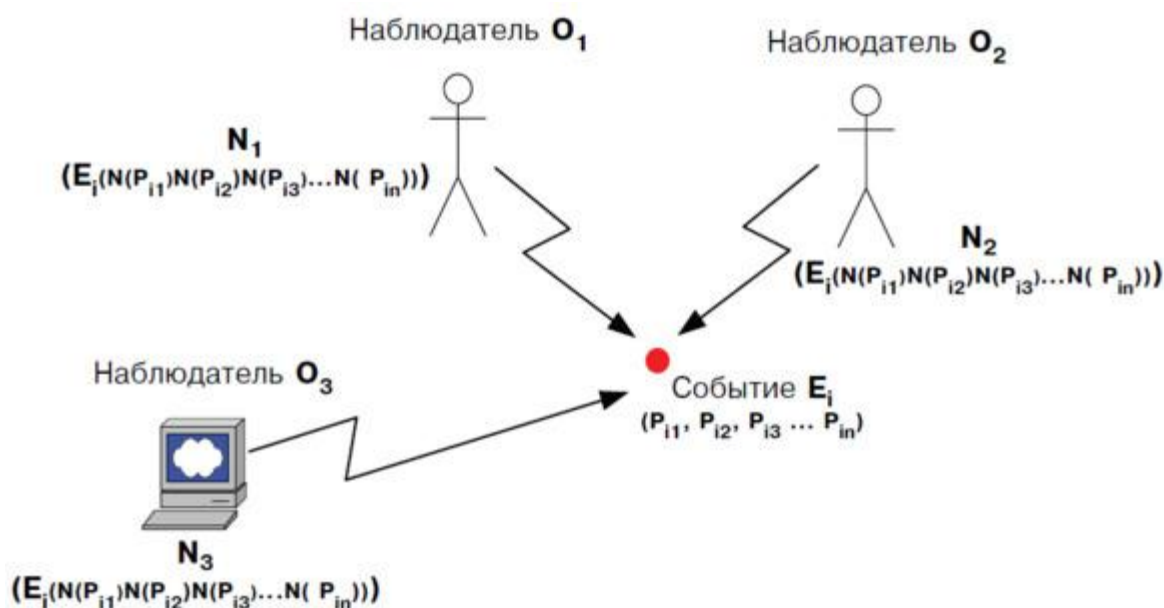 Наблюдатель O₁
Наблюдатель O₂
N₁
(Eᵢ(N(Pᵢ₁)N(Pᵢ₂)N(Pᵢ₃)...N( Pᵢₙ)))
N₂
(Eᵢ(N(Pᵢ₁)N(Pᵢ₂)N(Pᵢ₃)...N( Pᵢₙ)))
Наблюдатель O₃
Событие Eᵢ
(Pᵢ₁, Pᵢ₂, Pᵢ₃ ... Pᵢₙ)
N₃
(Eᵢ(N(Pᵢ₁)N(Pᵢ₂)N(Pᵢ₃)...N( Pᵢₙ)))